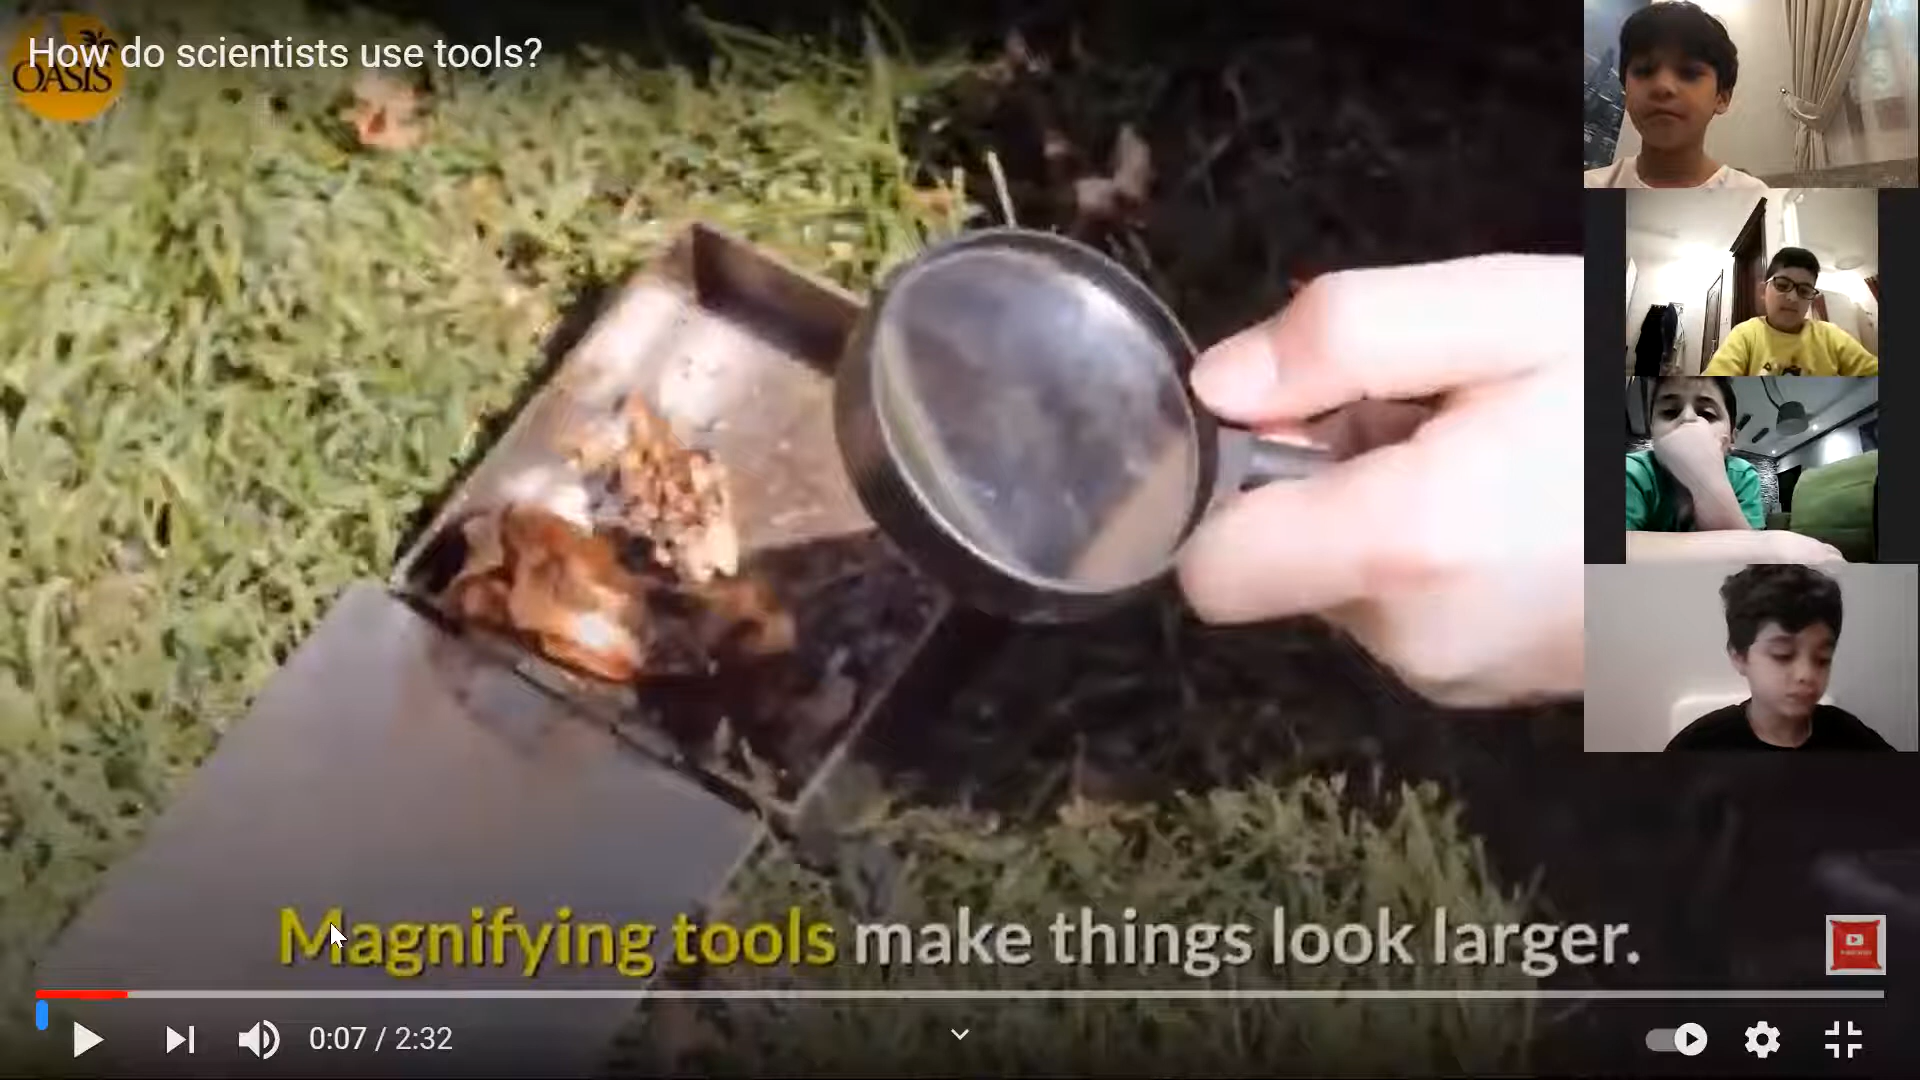 How do scientists use tools?
OASIS
Magnifying tools make things look larger.
0:07 / 2:32